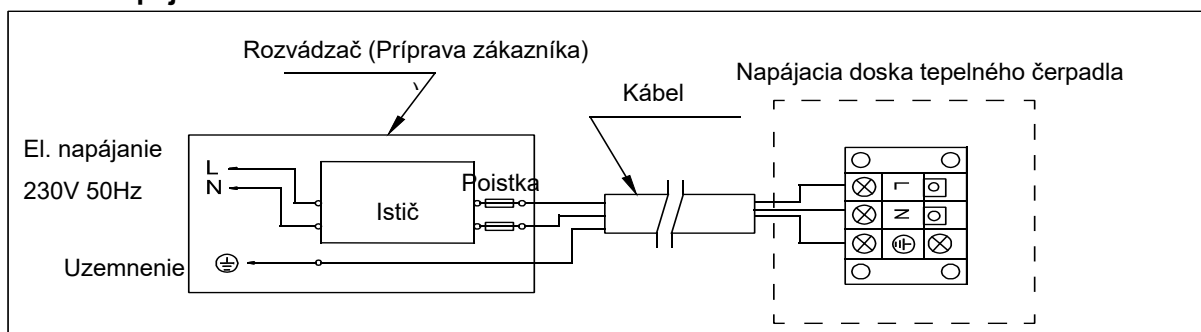 Rozvádzač (Príprava zákazníka)
Napájacia doska tepelného čerpadla
Kábel
El. napájanie
230V 50Hz
L
N
Istič
Poistka
Uzemnenie
L
N